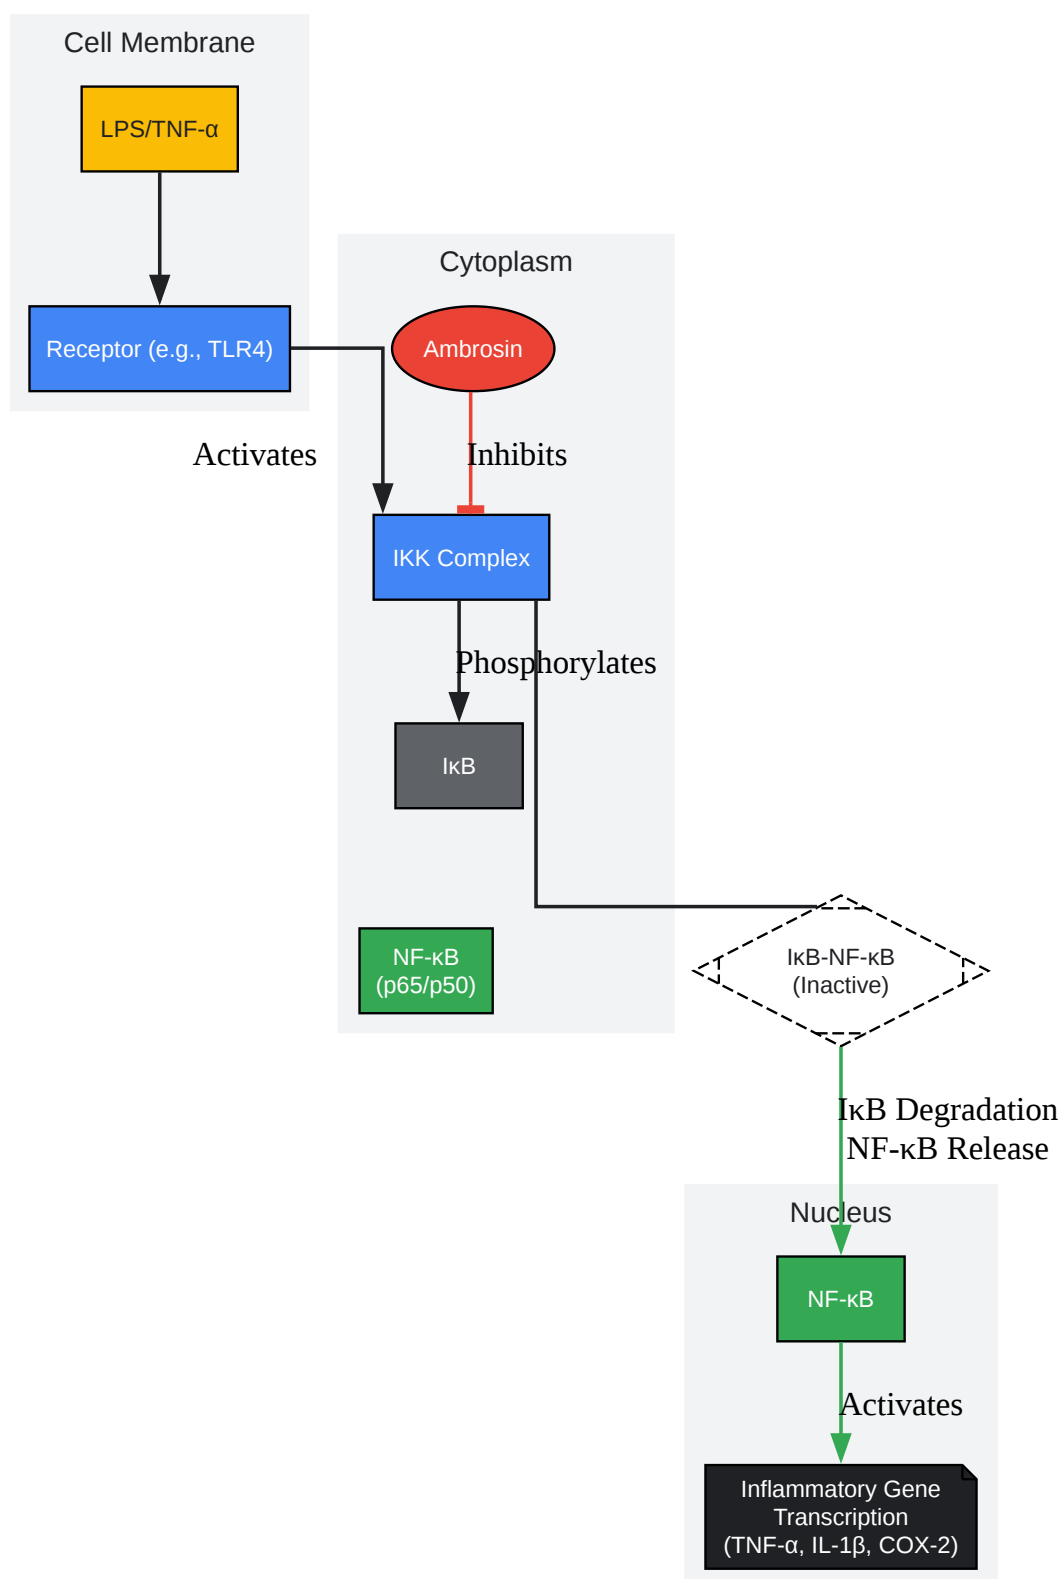 Cell Membrane
LPS/TNF-α
Receptor (e.g., TLR4)
Activates
Cytoplasm
Ambrosin
Inhibits
IKK Complex
Phosphorylates
IκB
NF-κB
(p65/p50)
IκB-NF-κB
(Inactive)
IκB Degradation
NF-κB Release
Nucleus
NF-κB
Activates
Inflammatory Gene
Transcription
(TNF-α, IL-1β, COX-2)